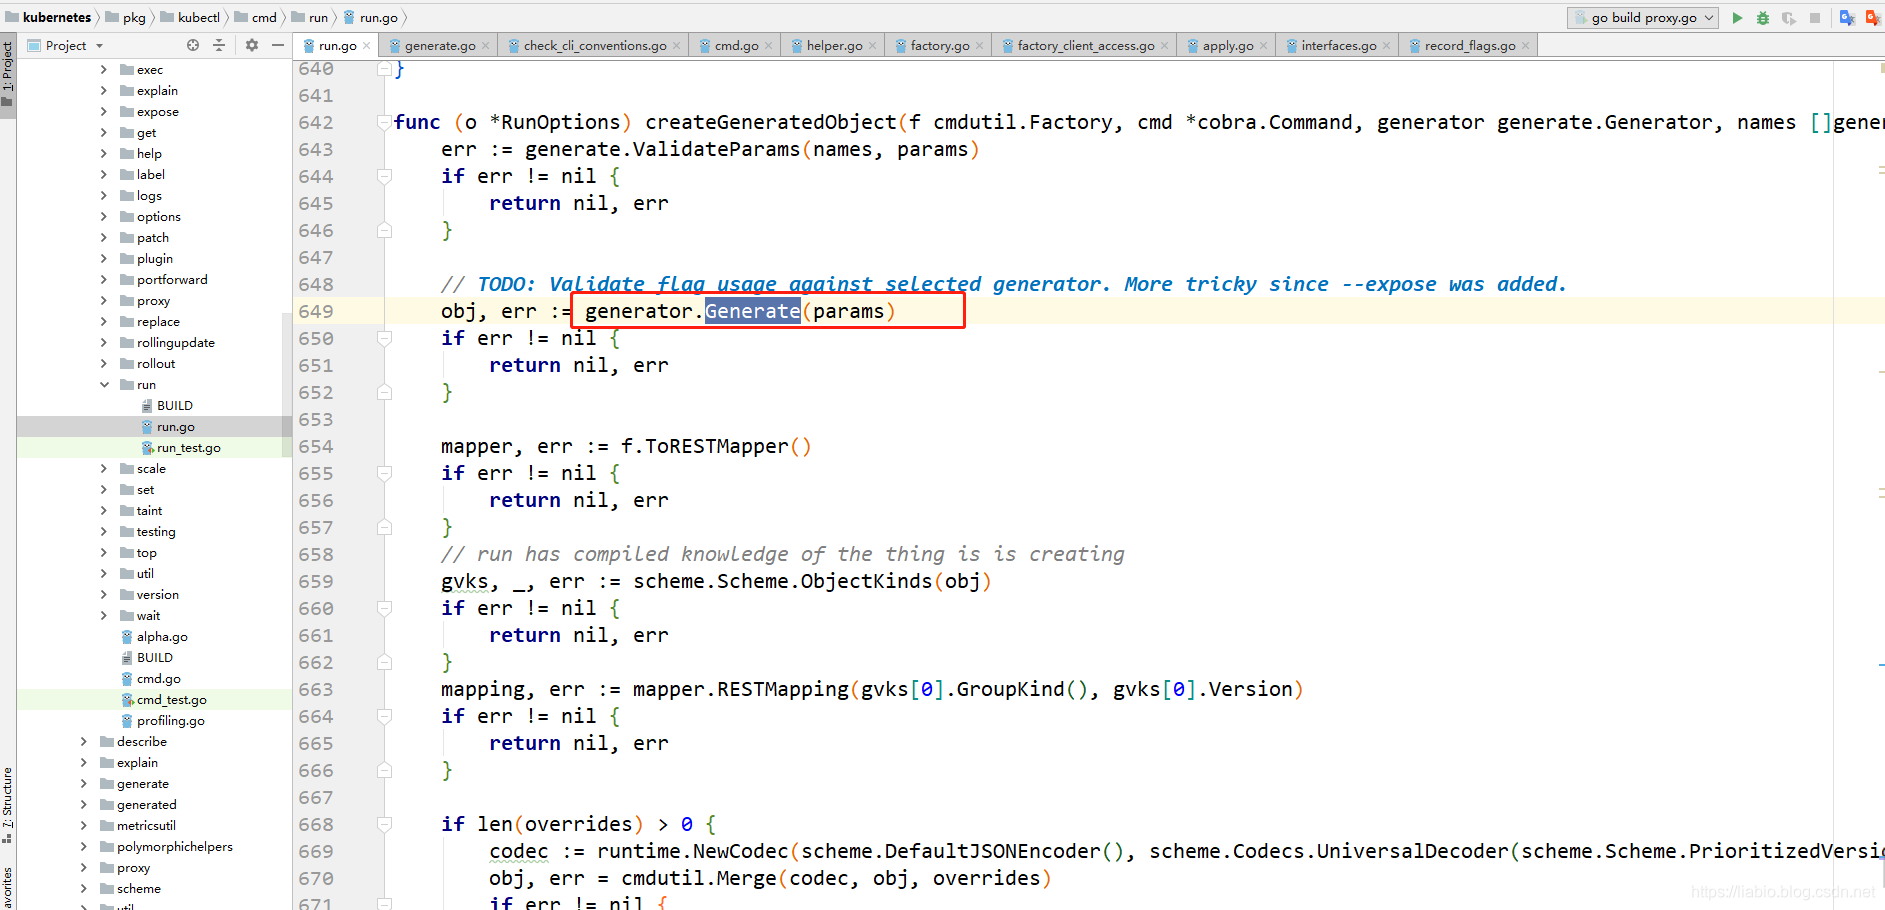 kubernetes pkg kubectl cmd run run.go go build proxy.go
Project run.go generate.go check_cli_conventions.go cmd.go helper.go factory.go factory_client_access.go apply.go interfaces.go record_flags.go
1: Project
7: Structure
avorites
exec
explain
expose
get
help
label
logs
options
patch
plugin
portforward
proxy
replace
rollingupdate
rollout
run
BUILD
run.go
run_test.go
scale
set
taint
testing
top
util
version
wait
alpha.go
BUILD
cmd.go
cmd_test.go
profiling.go
describe
explain
generate
generated
metricsutil
polymorphichelpers
proxy
scheme
util
640 }
641
642 func (o *RunOptions) createGeneratedObject(f cmdutil.Factory, cmd *cobra.Command, generator generate.Generator, names []gener
643 err := generate.ValidateParams(names, params)
644 if err != nil {
645 return nil, err
646 }
647
648 // TODO: Validate flag usage against selected generator. More tricky since --expose was added.
649 obj, err := generator.Generate(params)
650 if err != nil {
651 return nil, err
652 }
653
654 mapper, err := f.ToRESTMapper()
655 if err != nil {
656 return nil, err
657 }
658 // run has compiled knowledge of the thing is is creating
659 gvks, _, err := scheme.Scheme.ObjectKinds(obj)
660 if err != nil {
661 return nil, err
662 }
663 mapping, err := mapper.RESTMapping(gvks[0].GroupKind(), gvks[0].Version)
664 if err != nil {
665 return nil, err
666 }
667
668 if len(overrides) > 0 {
669 codec := runtime.NewCodec(scheme.DefaultJSONEncoder(), scheme.Codecs.UniversalDecoder(scheme.Scheme.PrioritizedVersi
670 obj, err = cmdutil.Merge(codec, obj, overrides)
671 if err != nil {
https://liabio.blog.csdn.net